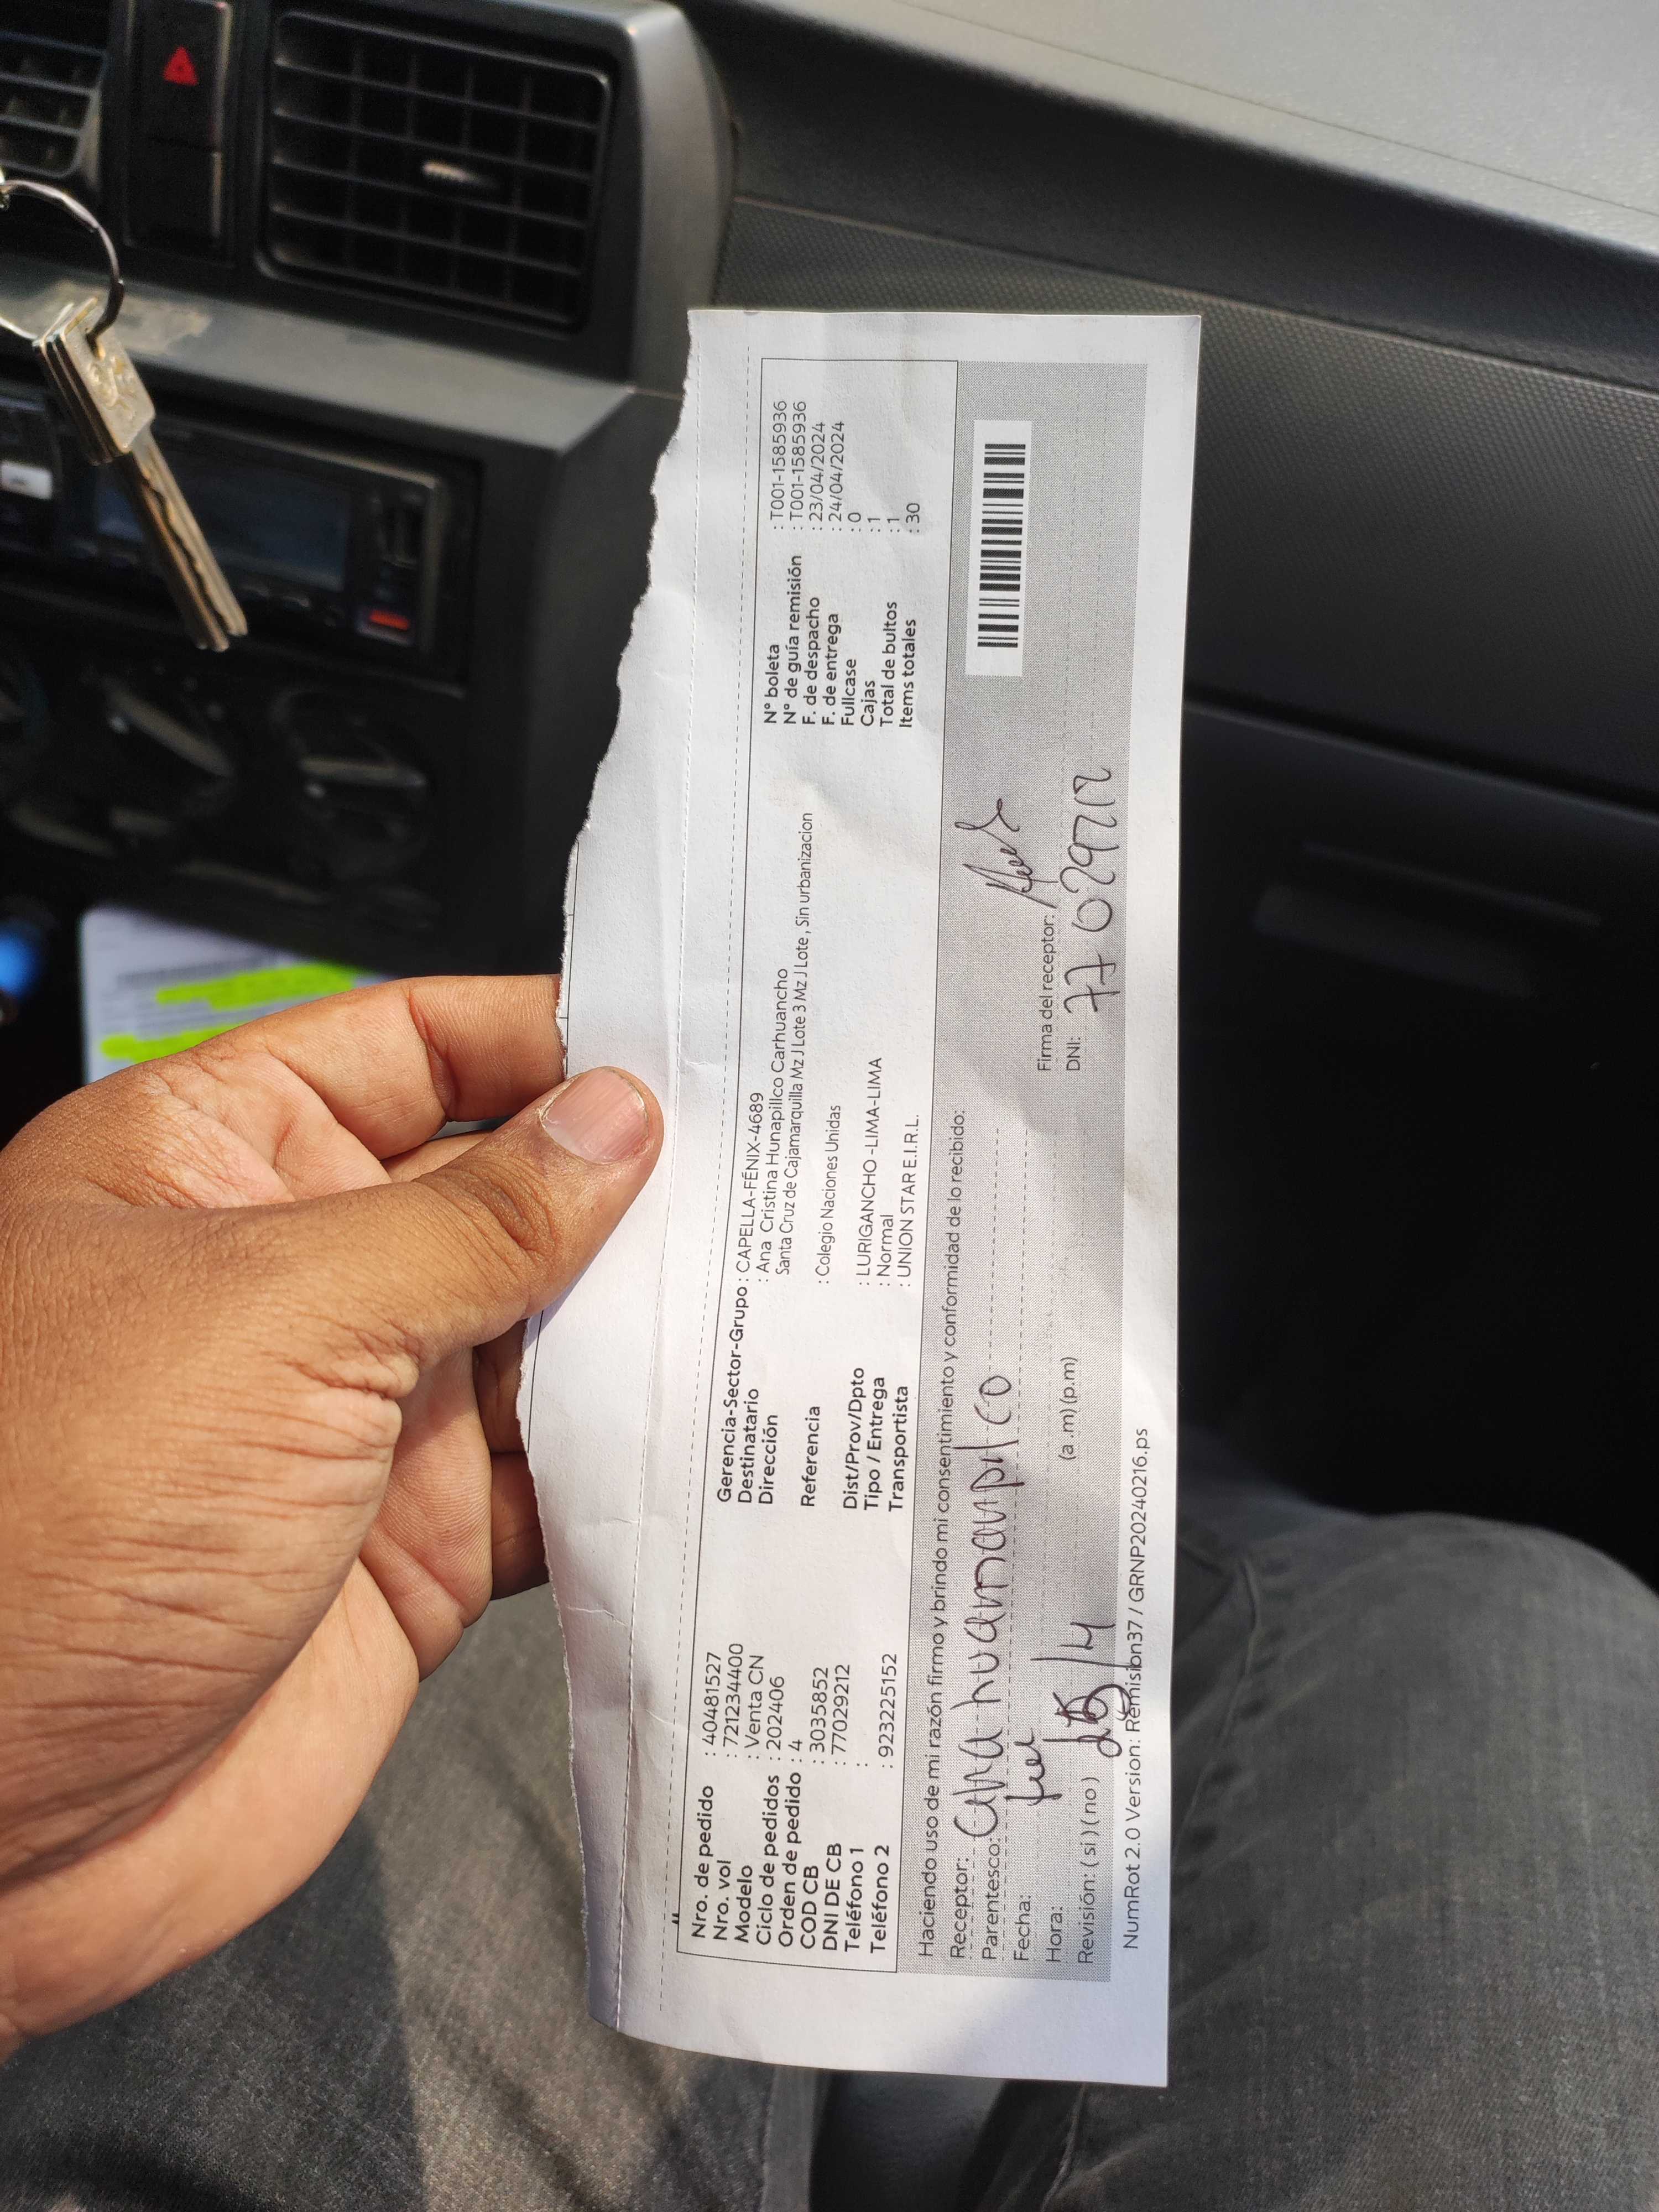 Nro. de pedido : 40481527
Nro. vol : 721234400
Modelo : Venta CN
Ciclo de pedidos : 202406
Orden de pedido : 4
COD CB : 3035852
DNI DE CB : 77029212
Teléfono 1 :
Teléfono 2 : 923225152
Gerencia-Sector-Grupo : CAPELLA-FÉNIX-4689
Destinatario : Ana Cristina Hunapillco Carhuancho
Dirección Santa Cruz de Cajamarquilla Mz J Lote 3 Mz J Lote , Sin urbanizacion
Referencia : Colegio Naciones Unidas
Dist/Prov/Dpto : LURIGANCHO -LIMA-LIMA
Tipo / Entrega : Normal
Transportista : UNION STAR E.I.R.L.
N° boleta : T001-1585936
N° de guía remisión : T001-1585936
F. de despacho : 23/04/2024
F. de entrega : 24/04/2024
Fullcase : 0
Cajas : 1
Total de bultos : 1
Items totales : 30
Haciendo uso de mi razón firmo y brindo mi consentimiento y conformidad de lo recibido:
Receptor: ana huamanpilco
Parentesco:
Fecha:
Hora: (a .m) (p.m)
Revisión: ( si ) ( no )
Firma del receptor:
DNI:
NumRot 2.0 Version: Remision37 / GRNP20240216.ps